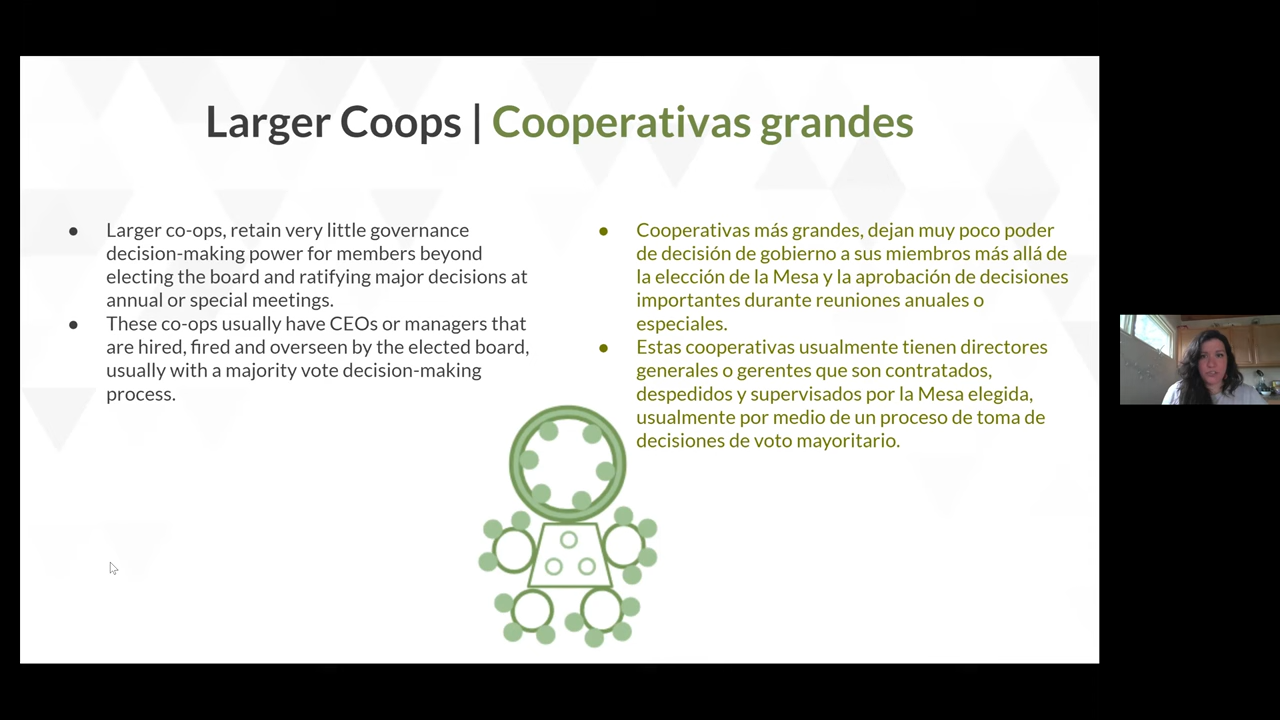 Larger Coops | Cooperativas grandes
● Larger co-ops, retain very little governance
decision-making power for members beyond
electing the board and ratifying major decisions at
annual or special meetings.
● These co-ops usually have CEOs or managers that
are hired, fired and overseen by the elected board,
usually with a majority vote decision-making
process.
● Cooperativas más grandes, dejan muy poco poder
de decisión de gobierno a sus miembros más allá de
la elección de la Mesa y la aprobación de decisiones
importantes durante reuniones anuales o
especiales.
● Estas cooperativas usualmente tienen directores
generales o gerentes que son contratados,
despedidos y supervisados por la Mesa elegida,
usualmente por medio de un proceso de toma de
decisiones de voto mayoritario.